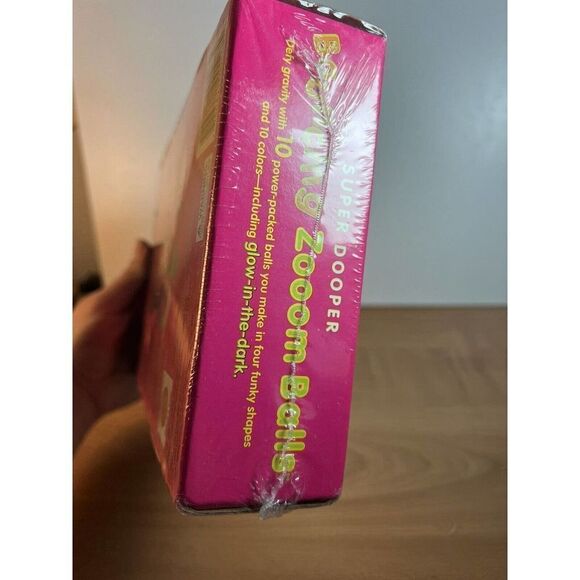 SUPER DOOPER
Bouncing Zooom Balls
Defy gravity with 10 power-packed balls you make in four funky shapes
and 10 colors—including glow-in-the-dark.